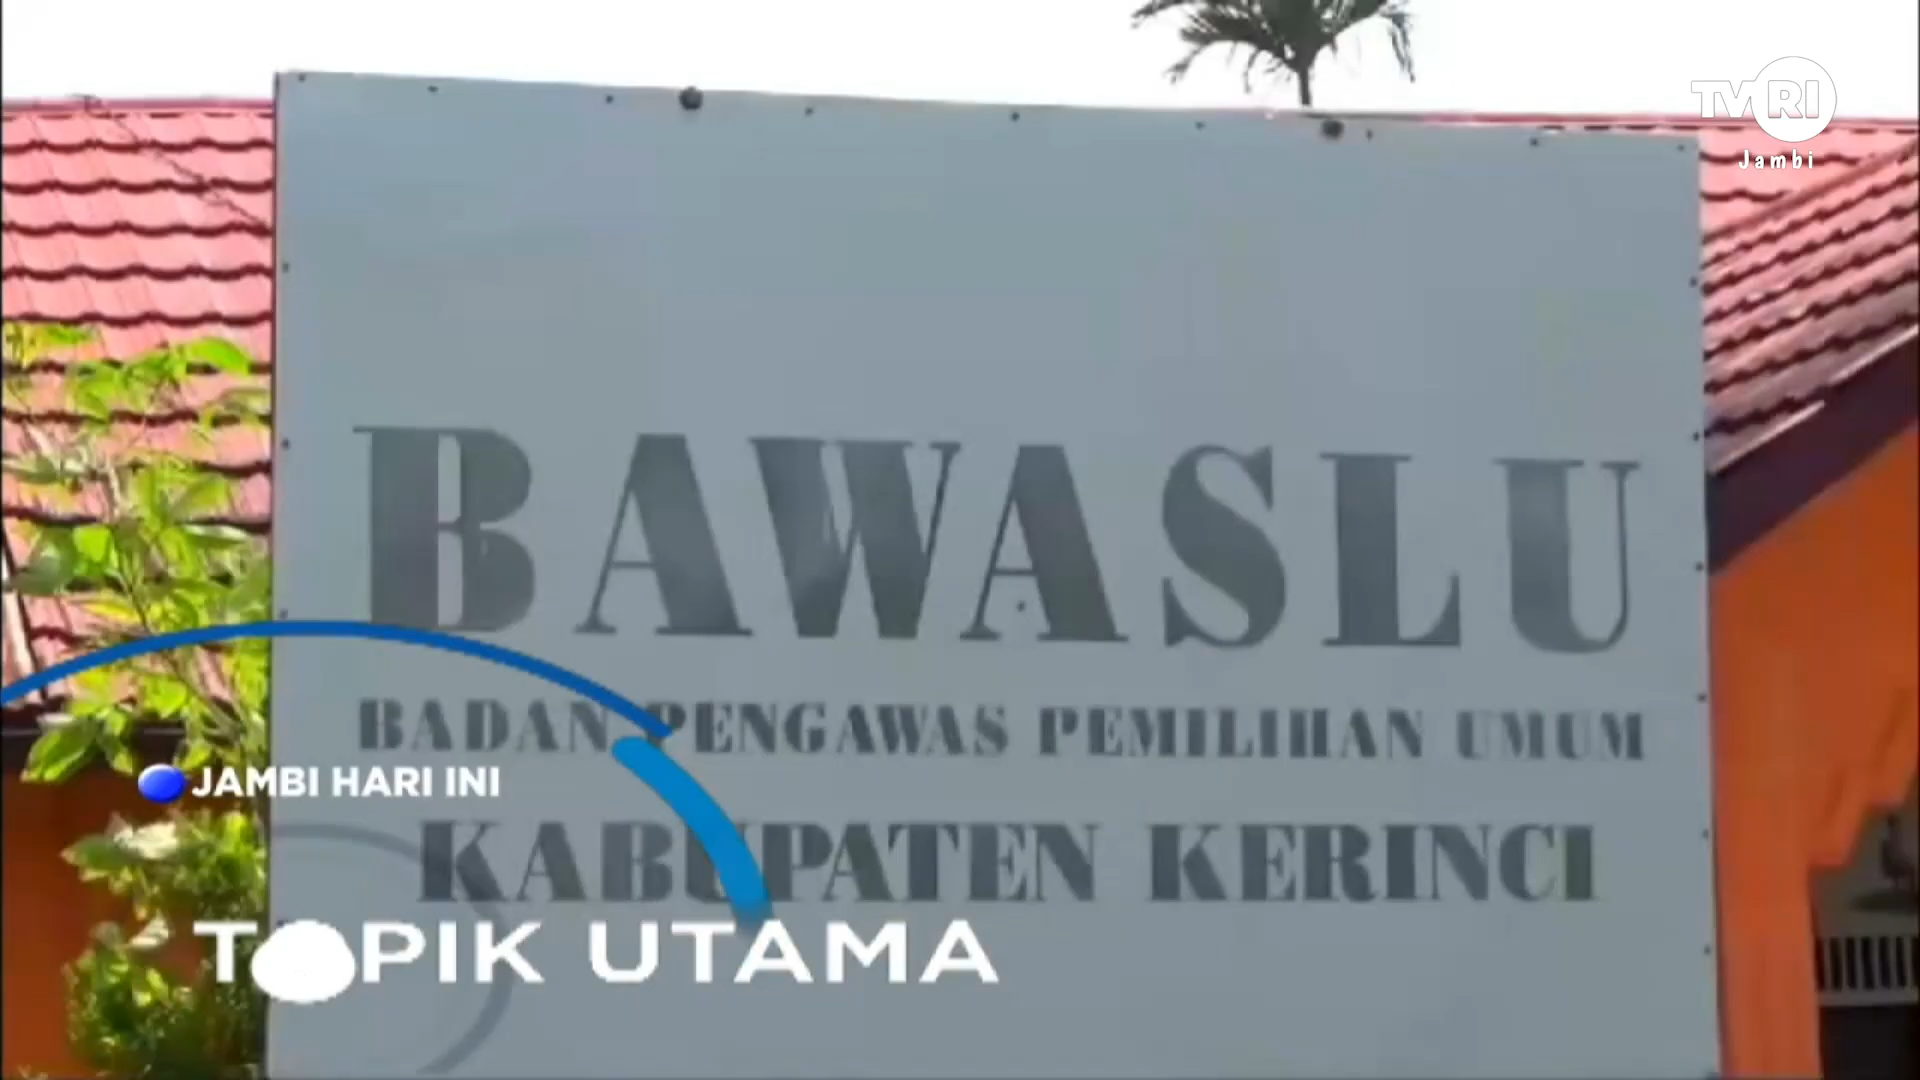 TVRI
Jambi
BAWASLU
BADAN PENGAWAS PEMILIHAN UMUM
KABUPATEN KERINCI
JAMBI HARI INI
TOPIK UTAMA